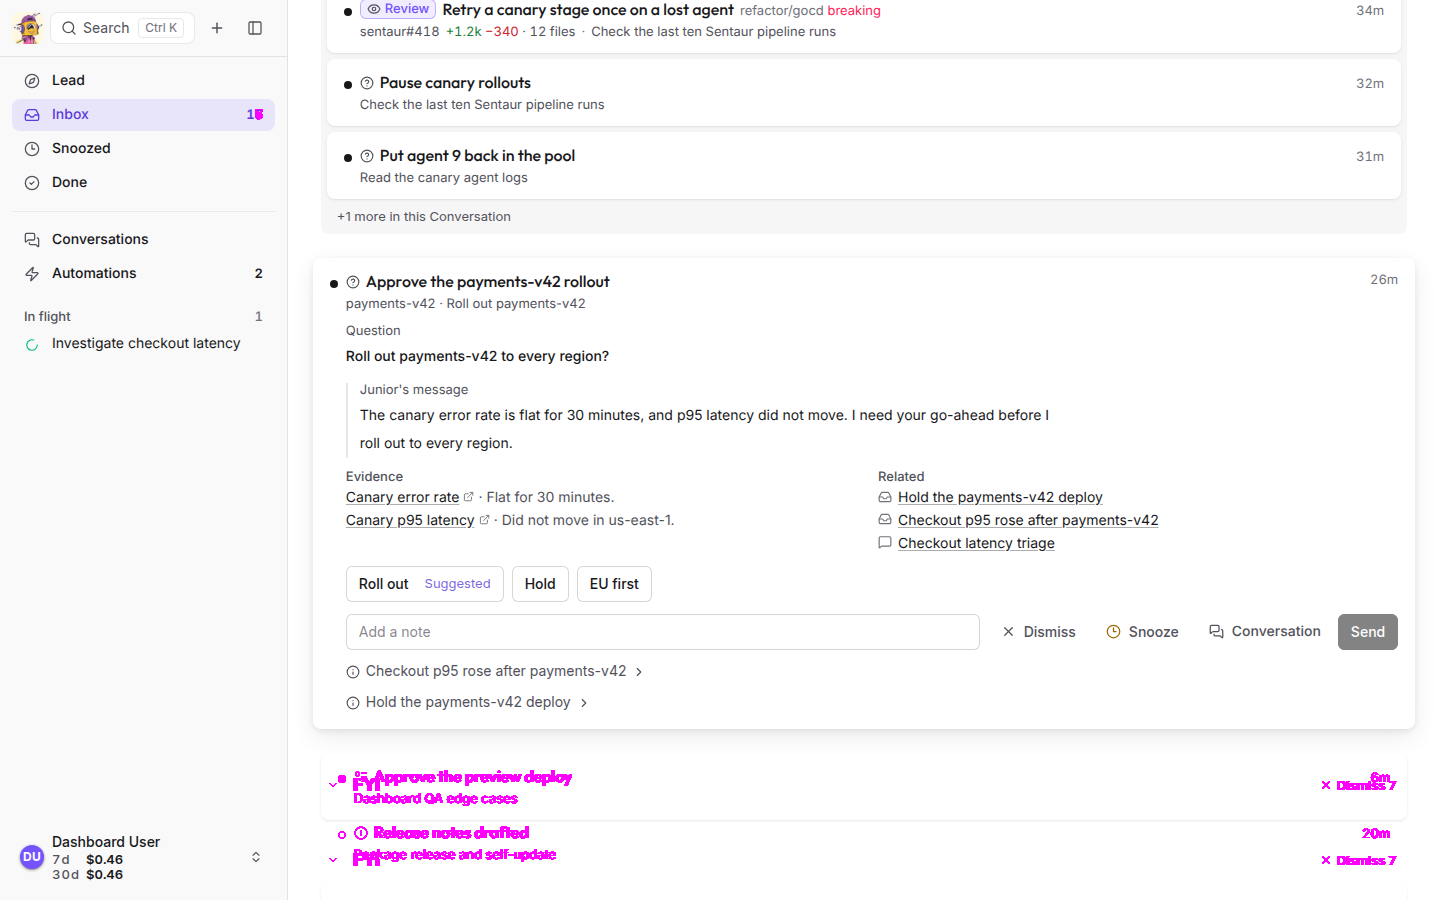 Search Ctrl K
Lead
Inbox
Snoozed
Done
Conversations
Automations 2
In flight 1
Investigate checkout latency
DU Dashboard User
7d $0.46
30d $0.46
Review Retry a canary stage once on a lost agent refactor/gocd breaking 34m
sentaur#418 +1.2k −340 · 12 files · Check the last ten Sentaur pipeline runs
Pause canary rollouts 32m
Check the last ten Sentaur pipeline runs
Put agent 9 back in the pool 31m
Read the canary agent logs
+1 more in this Conversation
Approve the payments-v42 rollout 26m
payments-v42 · Roll out payments-v42
Question
Roll out payments-v42 to every region?
Junior's message
The canary error rate is flat for 30 minutes, and p95 latency did not move. I need your go-ahead before I
roll out to every region.
Evidence
Canary error rate · Flat for 30 minutes.
Canary p95 latency · Did not move in us-east-1.
Related
Hold the payments-v42 deploy
Checkout p95 rose after payments-v42
Checkout latency triage
Roll out Suggested Hold EU first
Add a note Dismiss Snooze Conversation Send
Checkout p95 rose after payments-v42
Hold the payments-v42 deploy
Approve the preview deploy 6m
FYI Dismiss 7
Dashboard QA edge cases
Release notes drafted 20m
Package release and self-update
FYI Dismiss 7